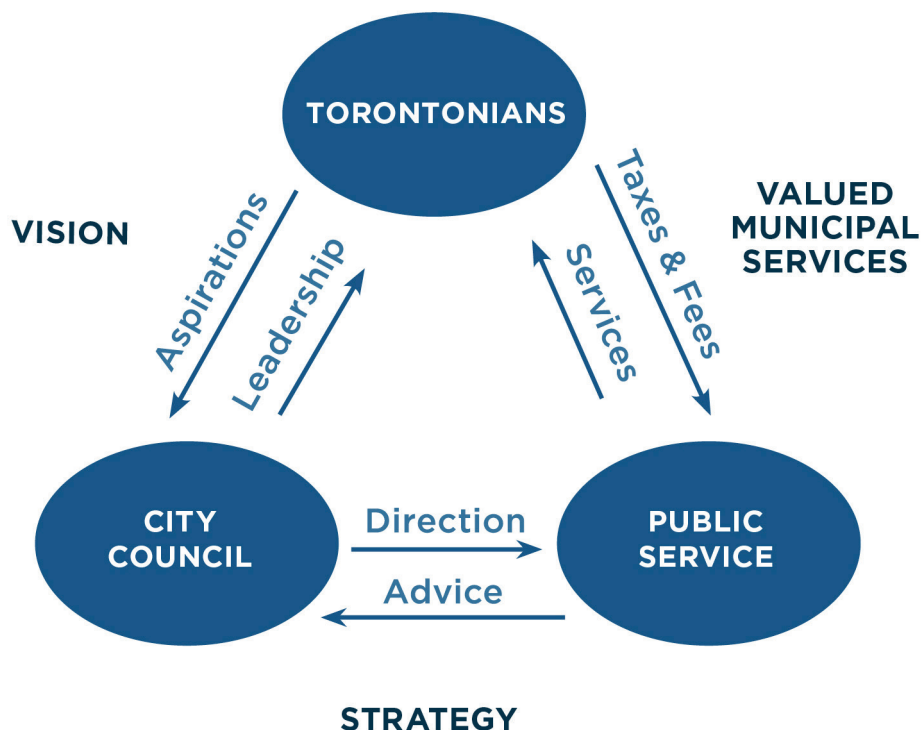 TORONTONIANS
VISION
VALUED
MUNICIPAL
SERVICES
Aspirations
Leadership
Services
Taxes & Fees
CITY
COUNCIL
Direction
Advice
PUBLIC
SERVICE
STRATEGY